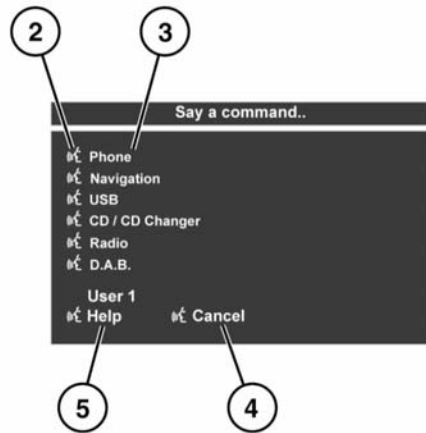 2 3
Say a command..
Phone
Navigation
USB
CD / CD Changer
Radio
D.A.B.
User 1
Help Cancel
5 4